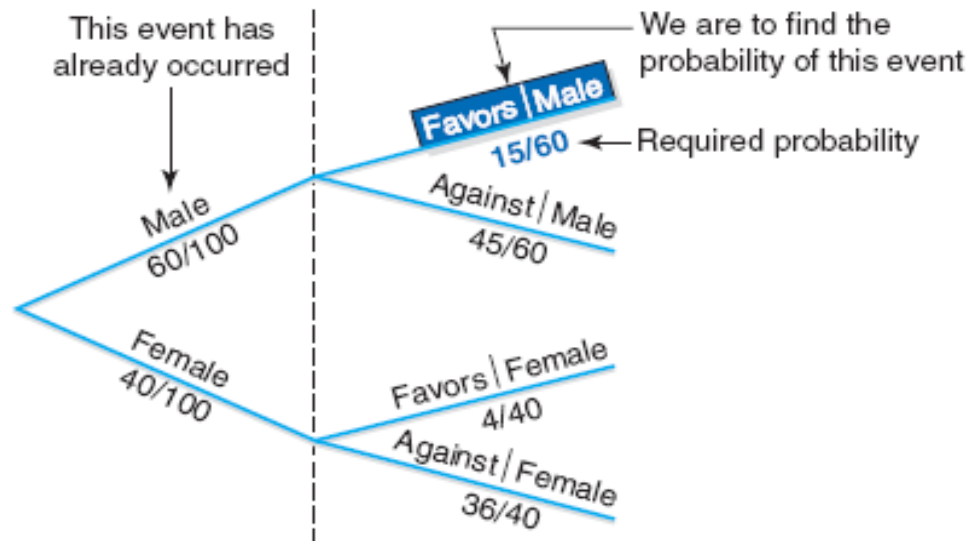 This event has
already occurred
We are to find the
probability of this event
Favors | Male
15/60
Required probability
Against | Male
45/60
Male
60/100
Female
40/100
Favors | Female
4/40
Against | Female
36/40